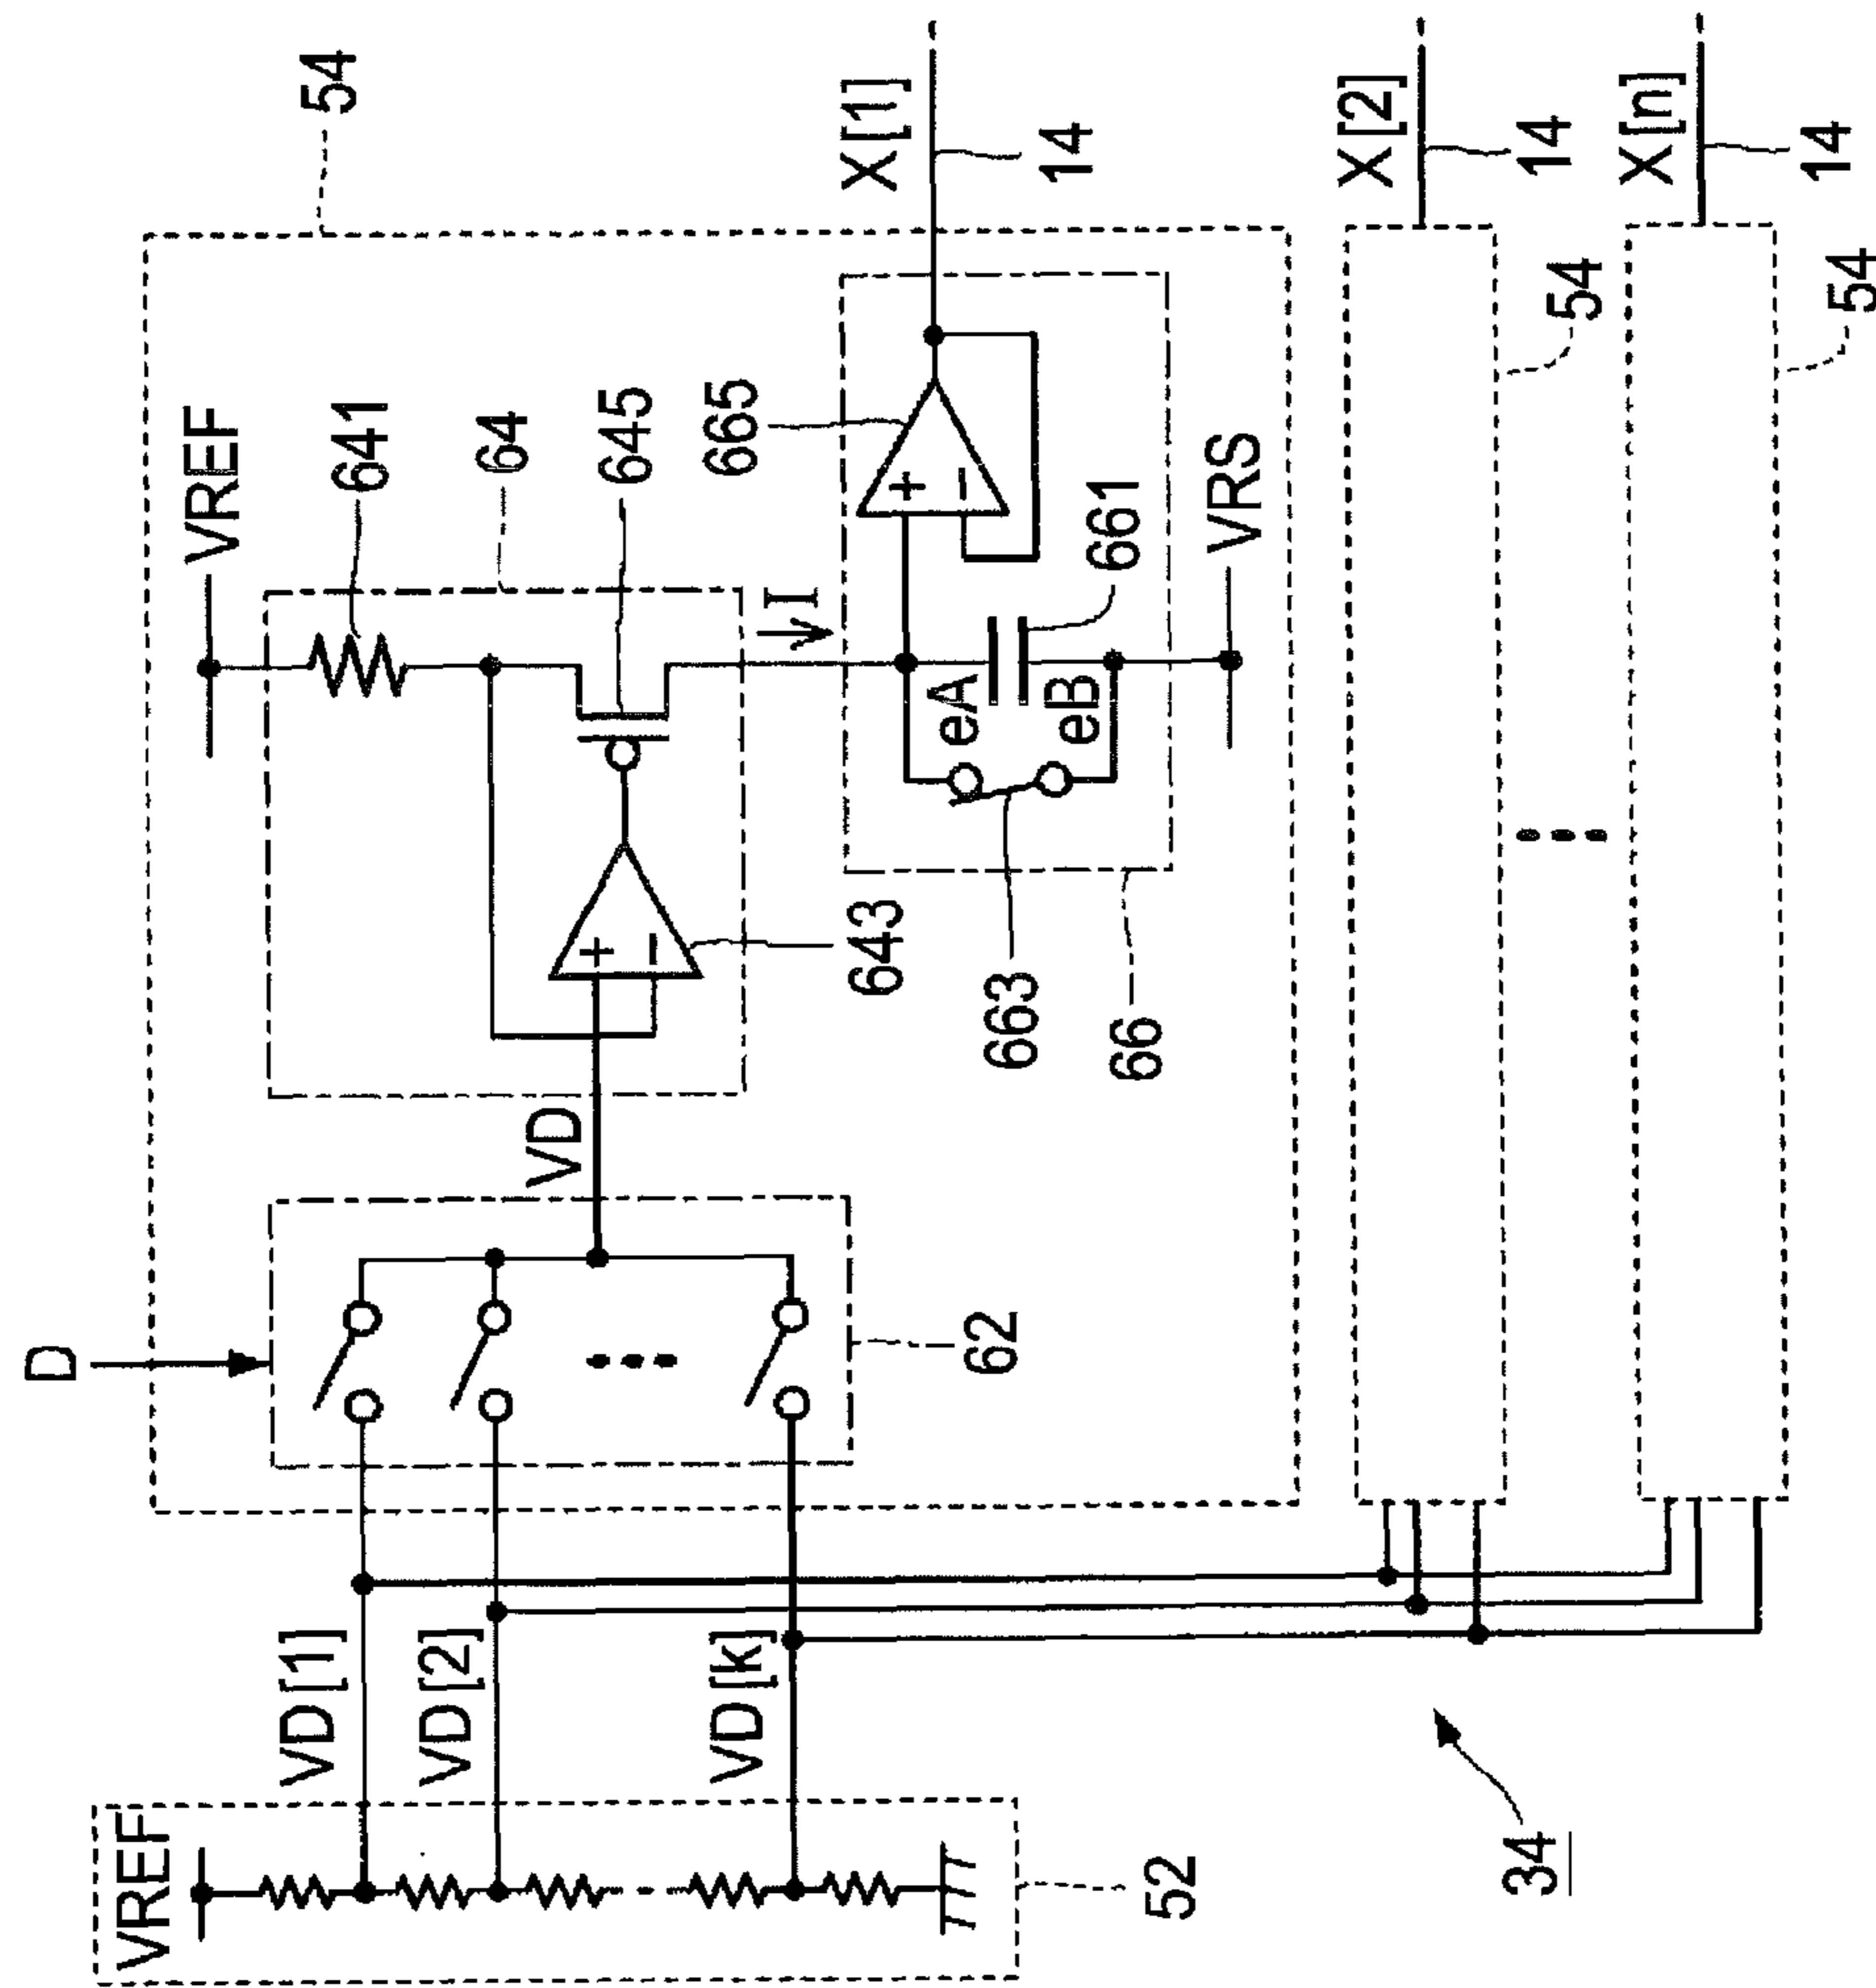 54
VREF
641
64
645
665
X[1]
14
I
eA
eB
661
VRS
D
VD
643
663
66
62
VREF
VD[1]
VD[2]
VD[k]
52
X[2]
14
54
X[n]
14
54
34